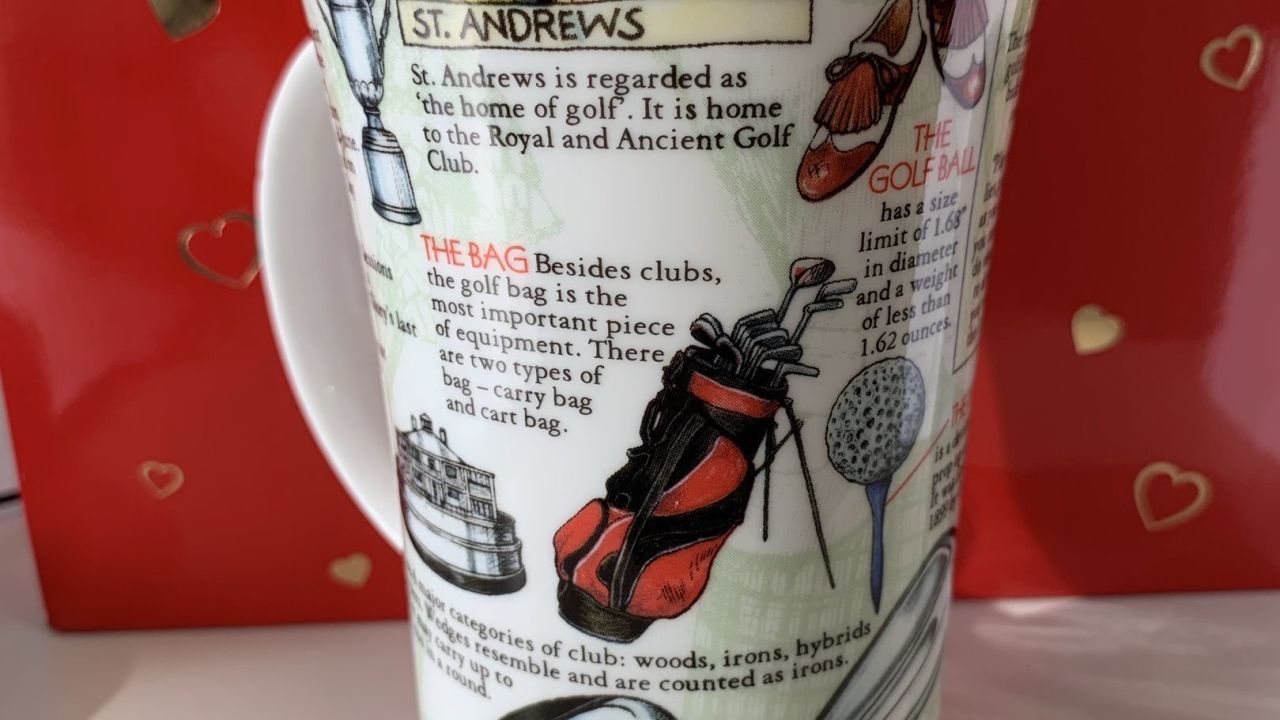 ST. ANDREWS
St. Andrews is regarded as
'the home of golf'. It is home
to the Royal and Ancient Golf
Club.
THE BAG Besides clubs,
the golf bag is the
most important piece
of equipment. There
are two types of
bag – carry bag
and cart bag.
THE
GOLF BALL
has a size
limit of 1.68"
in diameter
and a weight
of less than
1.62 ounces.
last
categories of club: woods, irons, hybrids
resemble and are counted as irons.
carry up to
in a round.